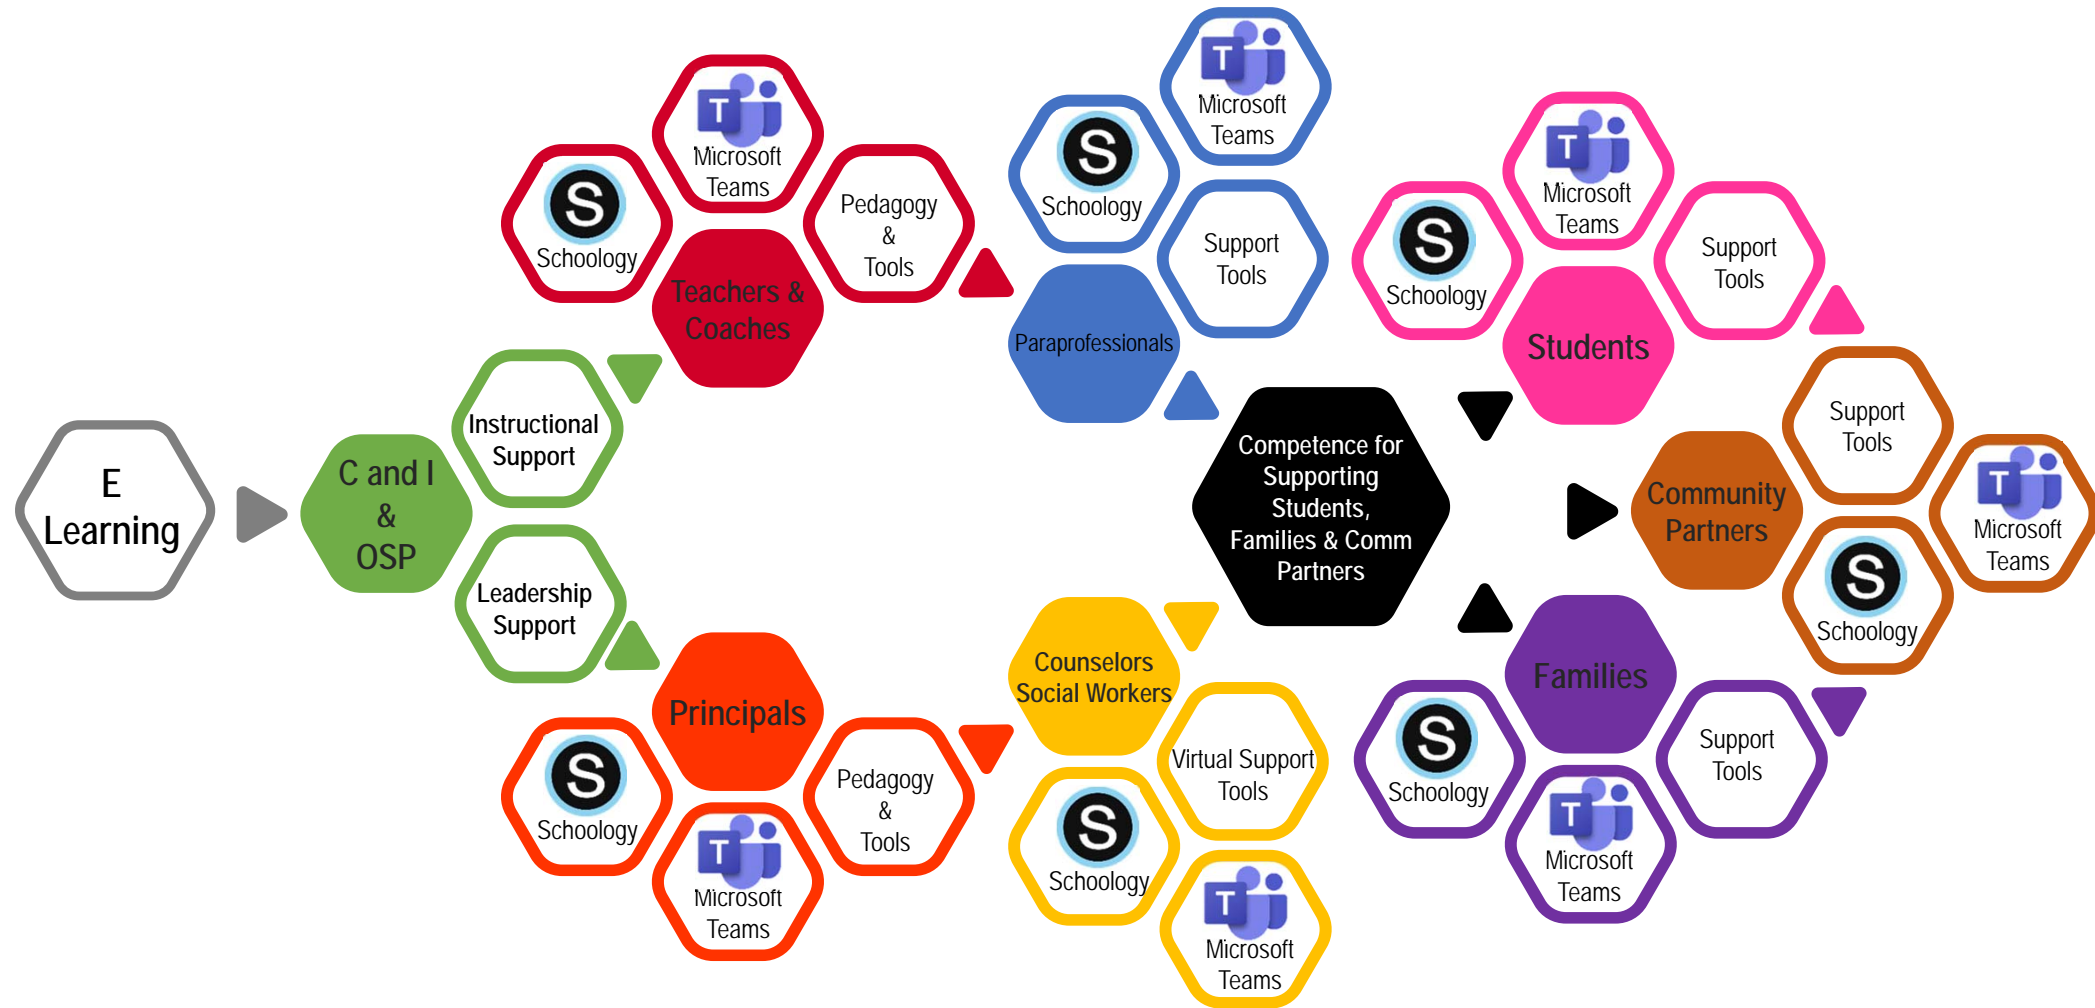 E
Learning
C and I
&
OSP
Instructional
Support
Leadership
Support
S
Schoology
T
Microsoft
Teams
Pedagogy
&
Tools
Teachers &
Coaches
S
Schoology
T
Microsoft
Teams
Support
Tools
Paraprofessionals
Principals
S
Schoology
T
Microsoft
Teams
Pedagogy
&
Tools
Counselors
Social Workers
Virtual Support
Tools
S
Schoology
T
Microsoft
Teams
Competence for
Supporting
Students,
Families & Comm
Partners
S
Schoology
T
Microsoft
Teams
Support
Tools
Students
Community
Partners
Support
Tools
T
Microsoft
Teams
S
Schoology
Families
S
Schoology
T
Microsoft
Teams
Support
Tools